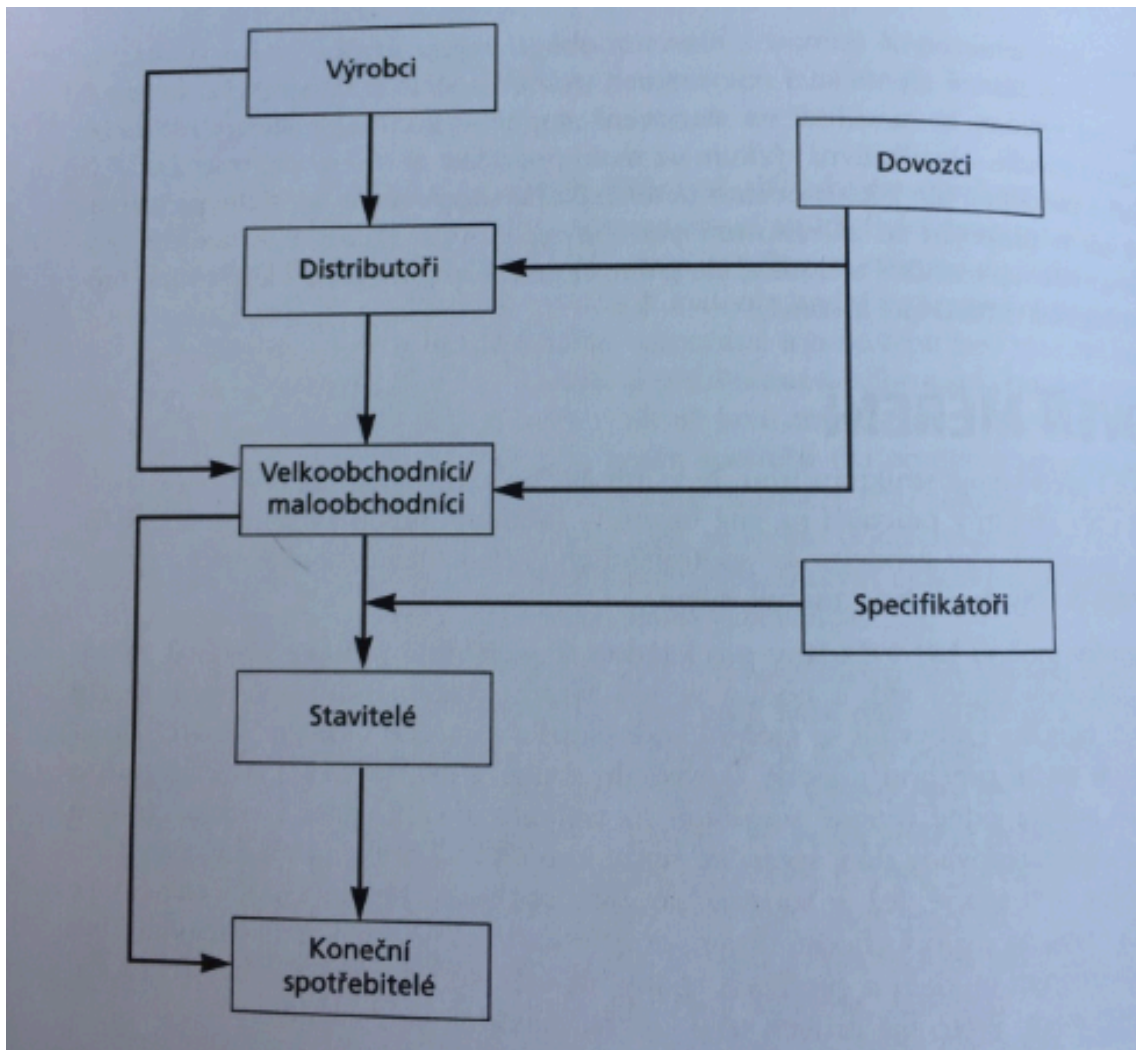 Výrobci
Dovozci
Distributoři
Velkoobchodníci/
maloobchodníci
Specifikátoři
Stavitelé
Koneční
spotřebitelé